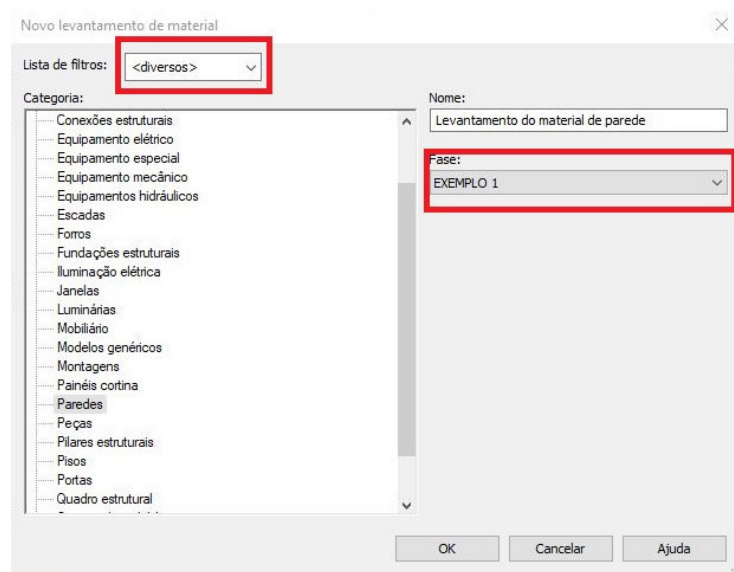 Novo levantamento de material
Lista de filtros:
<diversos>
Categoria:
Conexões estruturais
Equipamento elétrico
Equipamento especial
Equipamento mecânico
Equipamentos hidráulicos
Escadas
Forros
Fundações estruturais
Iluminação elétrica
Janelas
Luminárias
Mobiliário
Modelos genéricos
Montagens
Painéis cortina
Paredes
Peças
Pilares estruturais
Pisos
Portas
Quadro estrutural
Nome:
Levantamento do material de parede
Fase:
EXEMPLO 1
OK
Cancelar
Ajuda